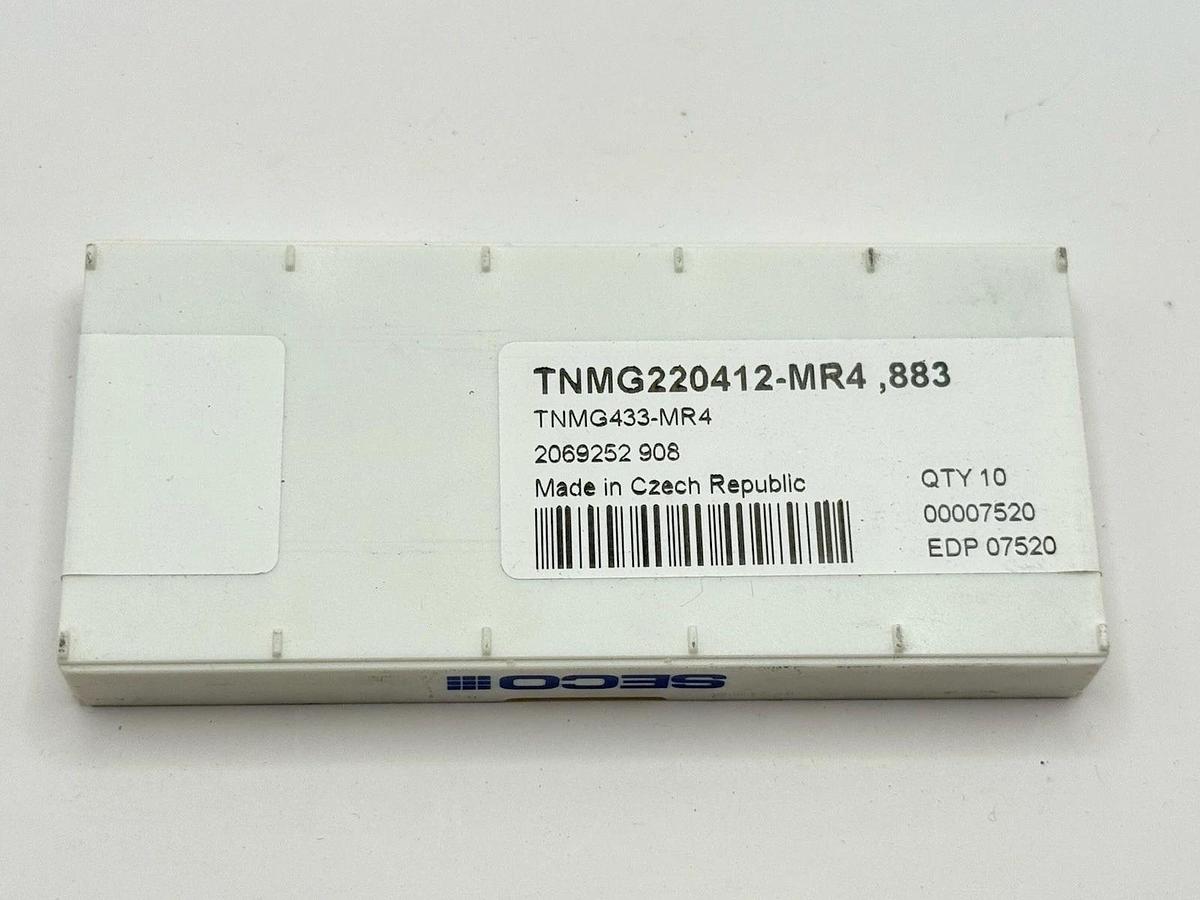 TNMG220412-MR4 ,883
TNMG433-MR4
2069252 908
Made in Czech Republic
QTY 10
00007520
EDP 07520
SECO